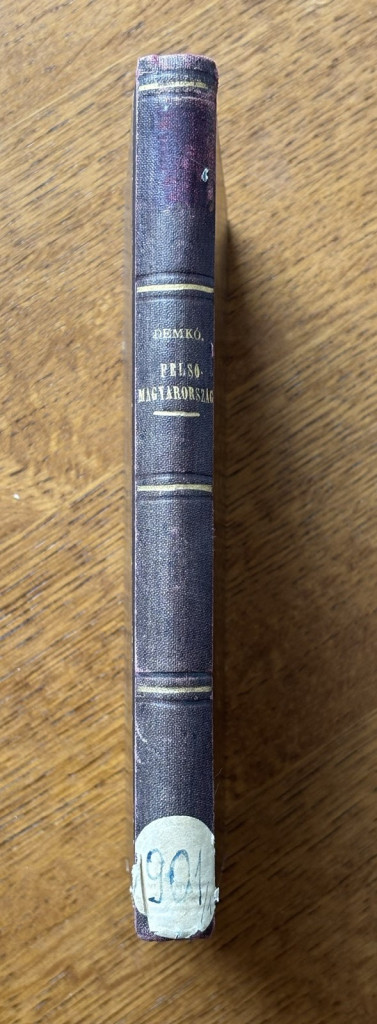 DEMKÓ.
FELSŐ-
MAGYARORSZÁG
1901